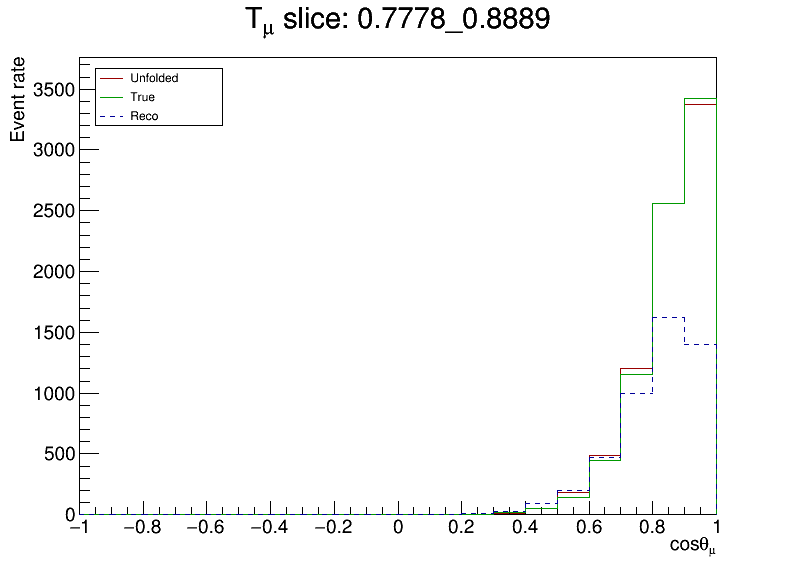 Tμ slice: 0.7778_0.8889
Event rate
Unfolded
True
Reco
3500
3000
2500
2000
1500
1000
500
0
−1 −0.8 −0.6 −0.4 −0.2 0 0.2 0.4 0.6 0.8 1
cosθμ